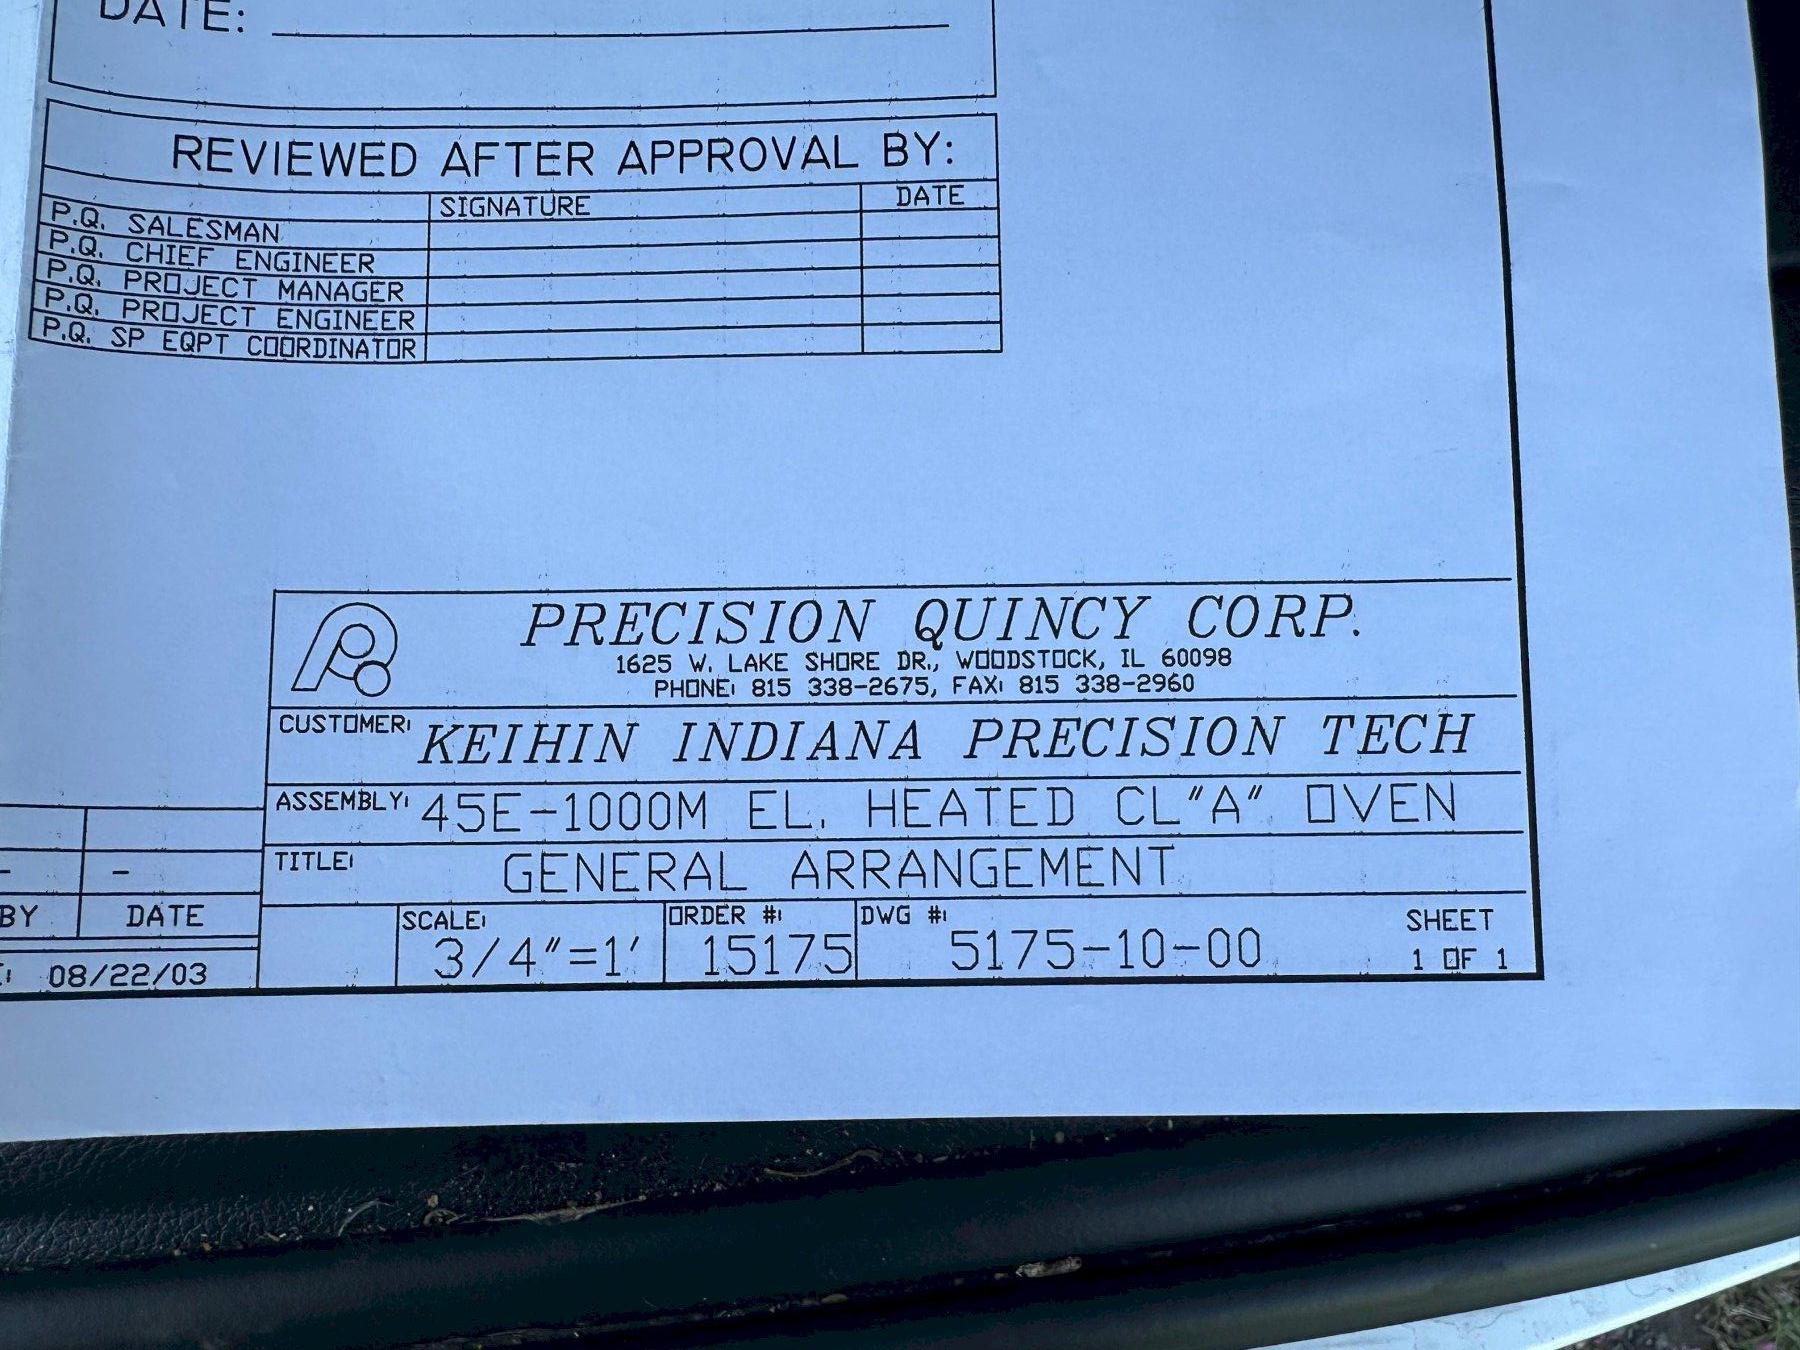 DATE:
REVIEWED AFTER APPROVAL BY:
SIGNATURE DATE
P.Q. SALESMAN
P.Q. CHIEF ENGINEER
P.Q. PROJECT MANAGER
P.Q. PROJECT ENGINEER
P.Q. SP EQPT COORDINATOR
PRECISION QUINCY CORP.
1625 W. LAKE SHORE DR., WOODSTOCK, IL 60098
PHONE: 815 338-2675, FAX: 815 338-2960
CUSTOMER: KEIHIN INDIANA PRECISION TECH
ASSEMBLY: 45E-1000M EL. HEATED CL"A" OVEN
TITLE: GENERAL ARRANGEMENT
- -
BY DATE
: 08/22/03
SCALE: 3/4"=1'
ORDER #: 15175
DWG #: 5175-10-00
SHEET
1 OF 1